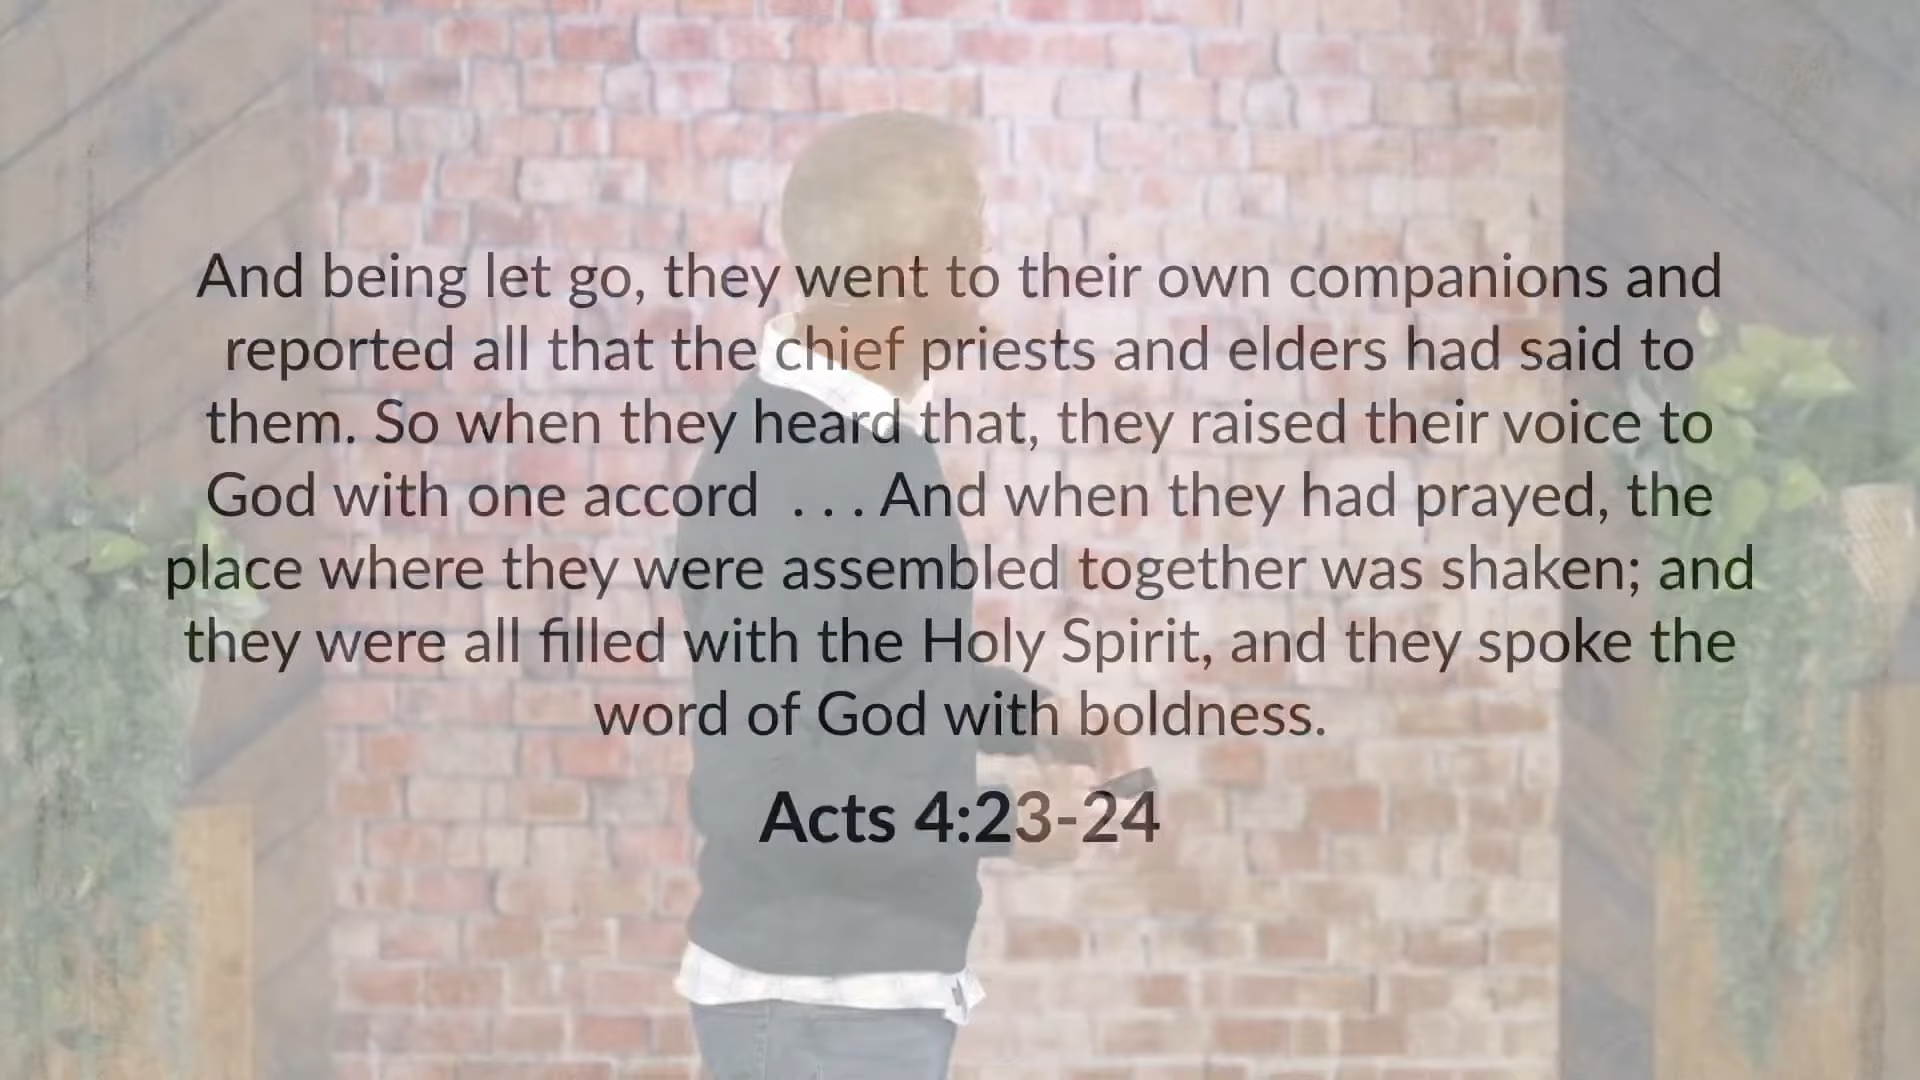 And being let go, they went to their own companions and
reported all that the chief priests and elders had said to
them. So when they heard that, they raised their voice to
God with one accord  . . . And when they had prayed, the
place where they were assembled together was shaken; and
they were all filled with the Holy Spirit, and they spoke the
word of God with boldness.
Acts 4:23-24